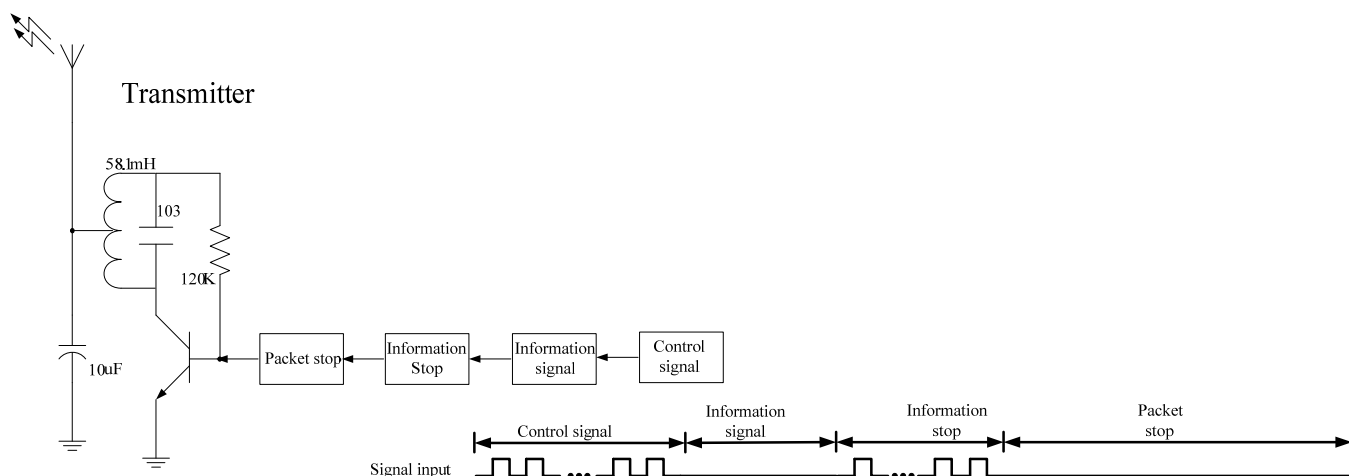 Transmitter
58.1mH
103
120K
10uF
Packet stop
Information
Stop
Information
signal
Control
signal
Control signal
Information
signal
Information
stop
Packet
stop
Signal input